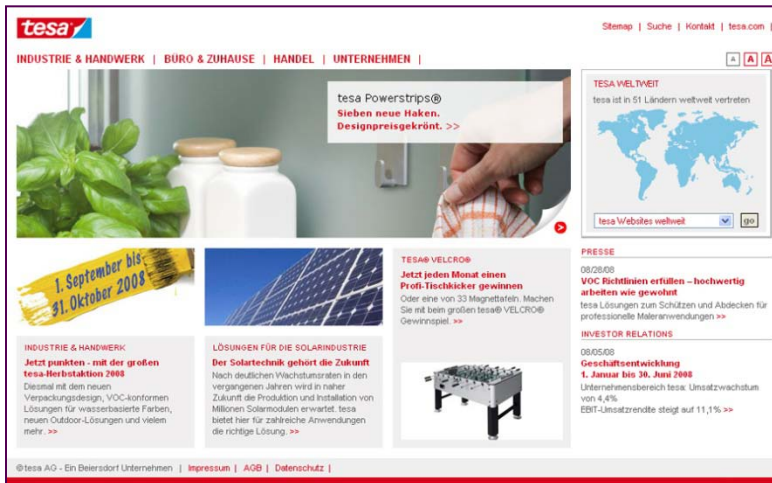 tesa
Sitemap | Suche | Kontakt | tesa.com |
INDUSTRIE & HANDWERK | BÜRO & ZUHAUSE | HANDEL | UNTERNEHMEN |
A A A
tesa Powerstrips®
Sieben neue Haken.
Designpreisgekrönt. >>
TESA WELTWEIT
tesa ist in 51 Ländern weltweit vertreten
tesa Websites weltweit
go
1. September bis
31. Oktober 2008
INDUSTRIE & HANDWERK
Jetzt punkten - mit der großen
tesa-Herbstaktion 2008
Diesmal mit dem neuen
Verpackungsdesign, VOC-konformen
Lösungen für wasserbasierte Farben,
neuen Outdoor-Lösungen und vielem
mehr. >>
LÖSUNGEN FÜR DIE SOLARINDUSTRIE
Der Solartechnik gehört die Zukunft
Nach deutlichen Wachstumsraten in den
vergangenen Jahren wird in naher
Zukunft die Produktion und Installation von
Millionen Solarmodulen erwartet. tesa
bietet hier für zahlreiche Anwendungen
die richtige Lösung. >>
TESA® VELCRO®
Jetzt jeden Monat einen
Profi-Tischkicker gewinnen
Oder eine von 33 Magnettafeln. Machen
Sie mit beim großen tesa® VELCRO®
Gewinnspiel. >>
PRESSE
08/28/08
VOC Richtlinien erfüllen – hochwertig
arbeiten wie gewohnt
tesa Lösungen zum Schützen und Abdecken für
professionelle Maleranwendungen >>
INVESTOR RELATIONS
08/05/08
Geschäftsentwicklung
1. Januar bis 30. Juni 2008
Unternehmensbereich tesa: Umsatzwachstum
von 4,4%
EBIT-Umsatzrendite steigt auf 11,1% >>
©tesa AG - Ein Beiersdorf Unternehmen | Impressum | AGB | Datenschutz |